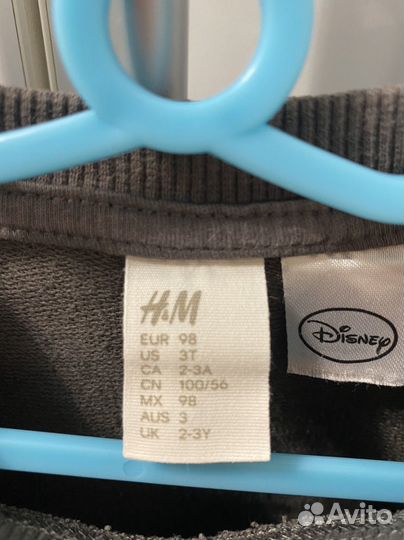 H&M
EUR 98
US 3T
CA 2-3A
CN 100/56
MX 98
AUS 3
UK 2-3Y
Disney
Avito